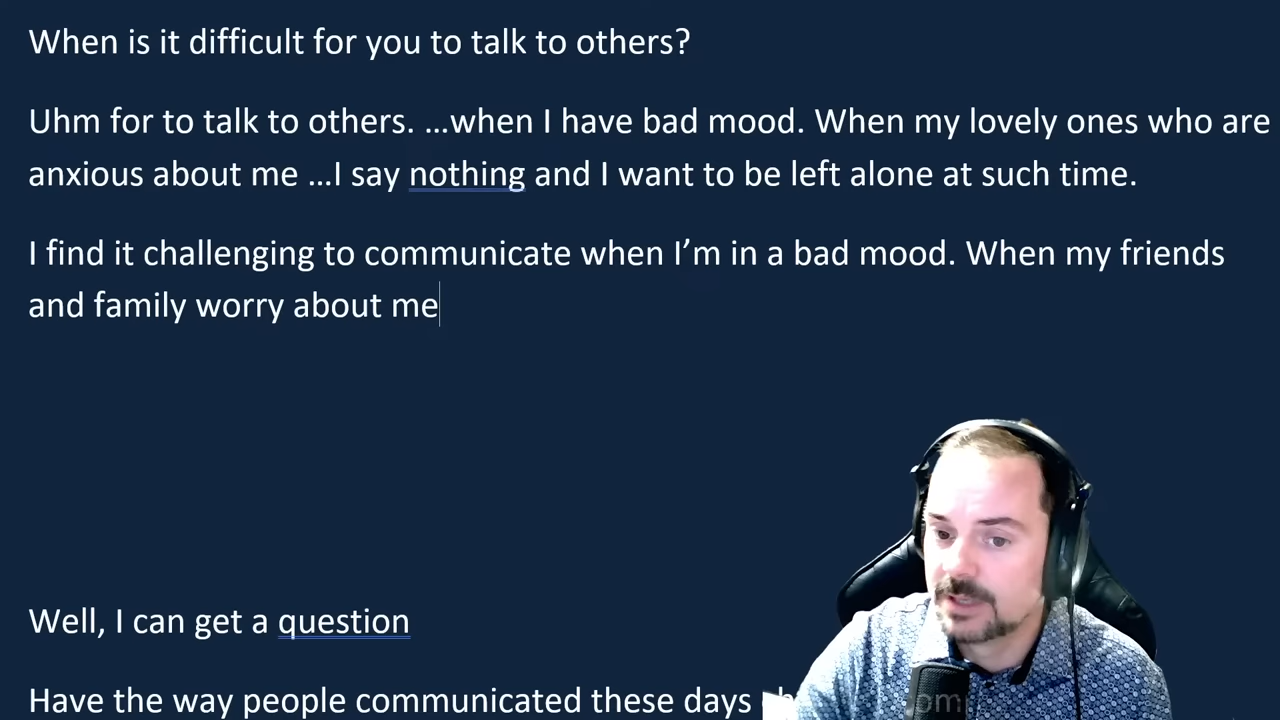 When is it difficult for you to talk to others?
Uhm for to talk to others. …when I have bad mood. When my lovely ones who are
anxious about me …I say nothing and I want to be left alone at such time.
I find it challenging to communicate when I’m in a bad mood. When my friends
and family worry about me
Well, I can get a question
Have the way people communicated these days